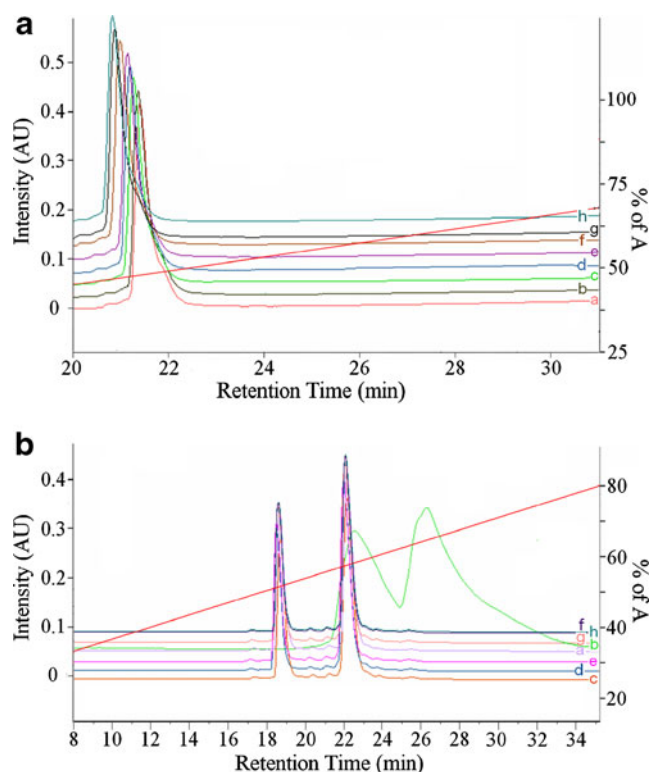 a
0.5
0.4
0.3
0.2
0.1
0
Intensity (AU)
100
75
50
25
% of A
h
g
f
e
d
c
b
a
20 22 24 26 28 30
Retention Time (min)
b
0.4
0.3
0.2
0.1
0
Intensity (AU)
80
60
40
20
% of A
f
h
g
b
a
e
d
c
8 10 12 14 16 18 20 22 24 26 28 30 32 34
Retention Time (min)